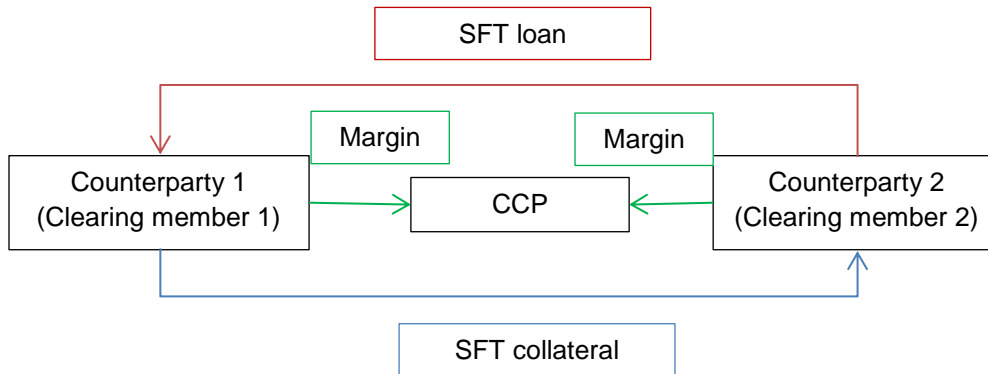 SFT loan
Margin
Margin
Counterparty 1
(Clearing member 1)
CCP
Counterparty 2
(Clearing member 2)
SFT collateral